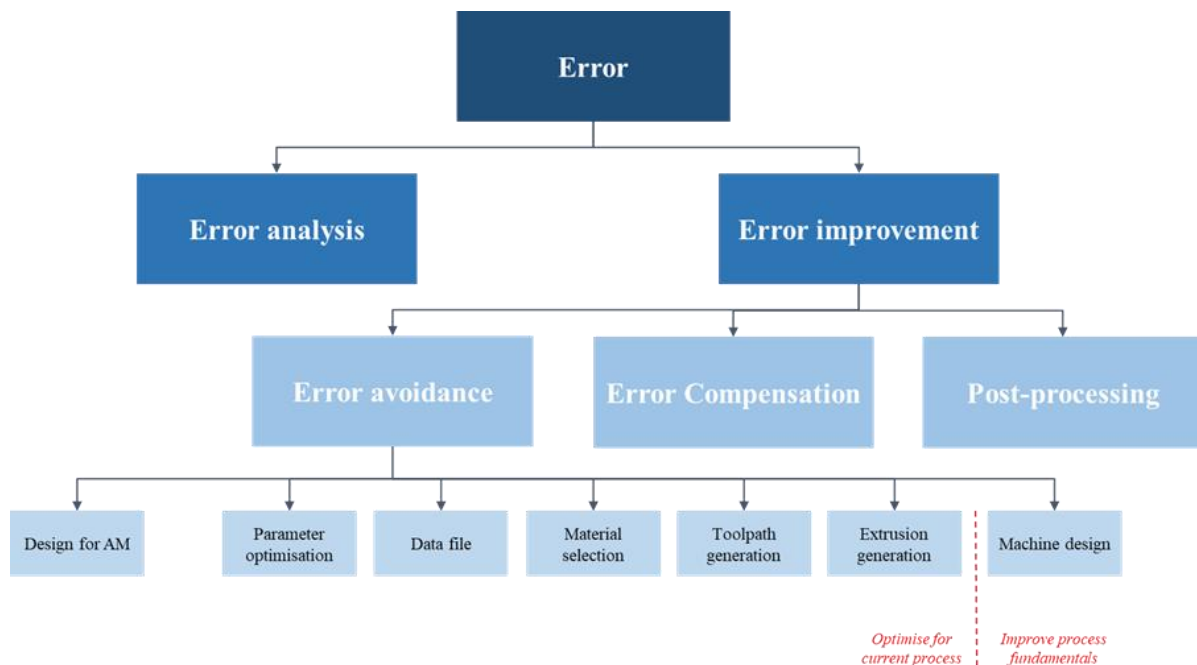 Error
Error analysis
Error improvement
Error avoidance
Error Compensation
Post-processing
Design for AM
Parameter
optimisation
Data file
Material
selection
Toolpath
generation
Extrusion
generation
Machine design
Optimise for
current process
Improve process
fundamentals